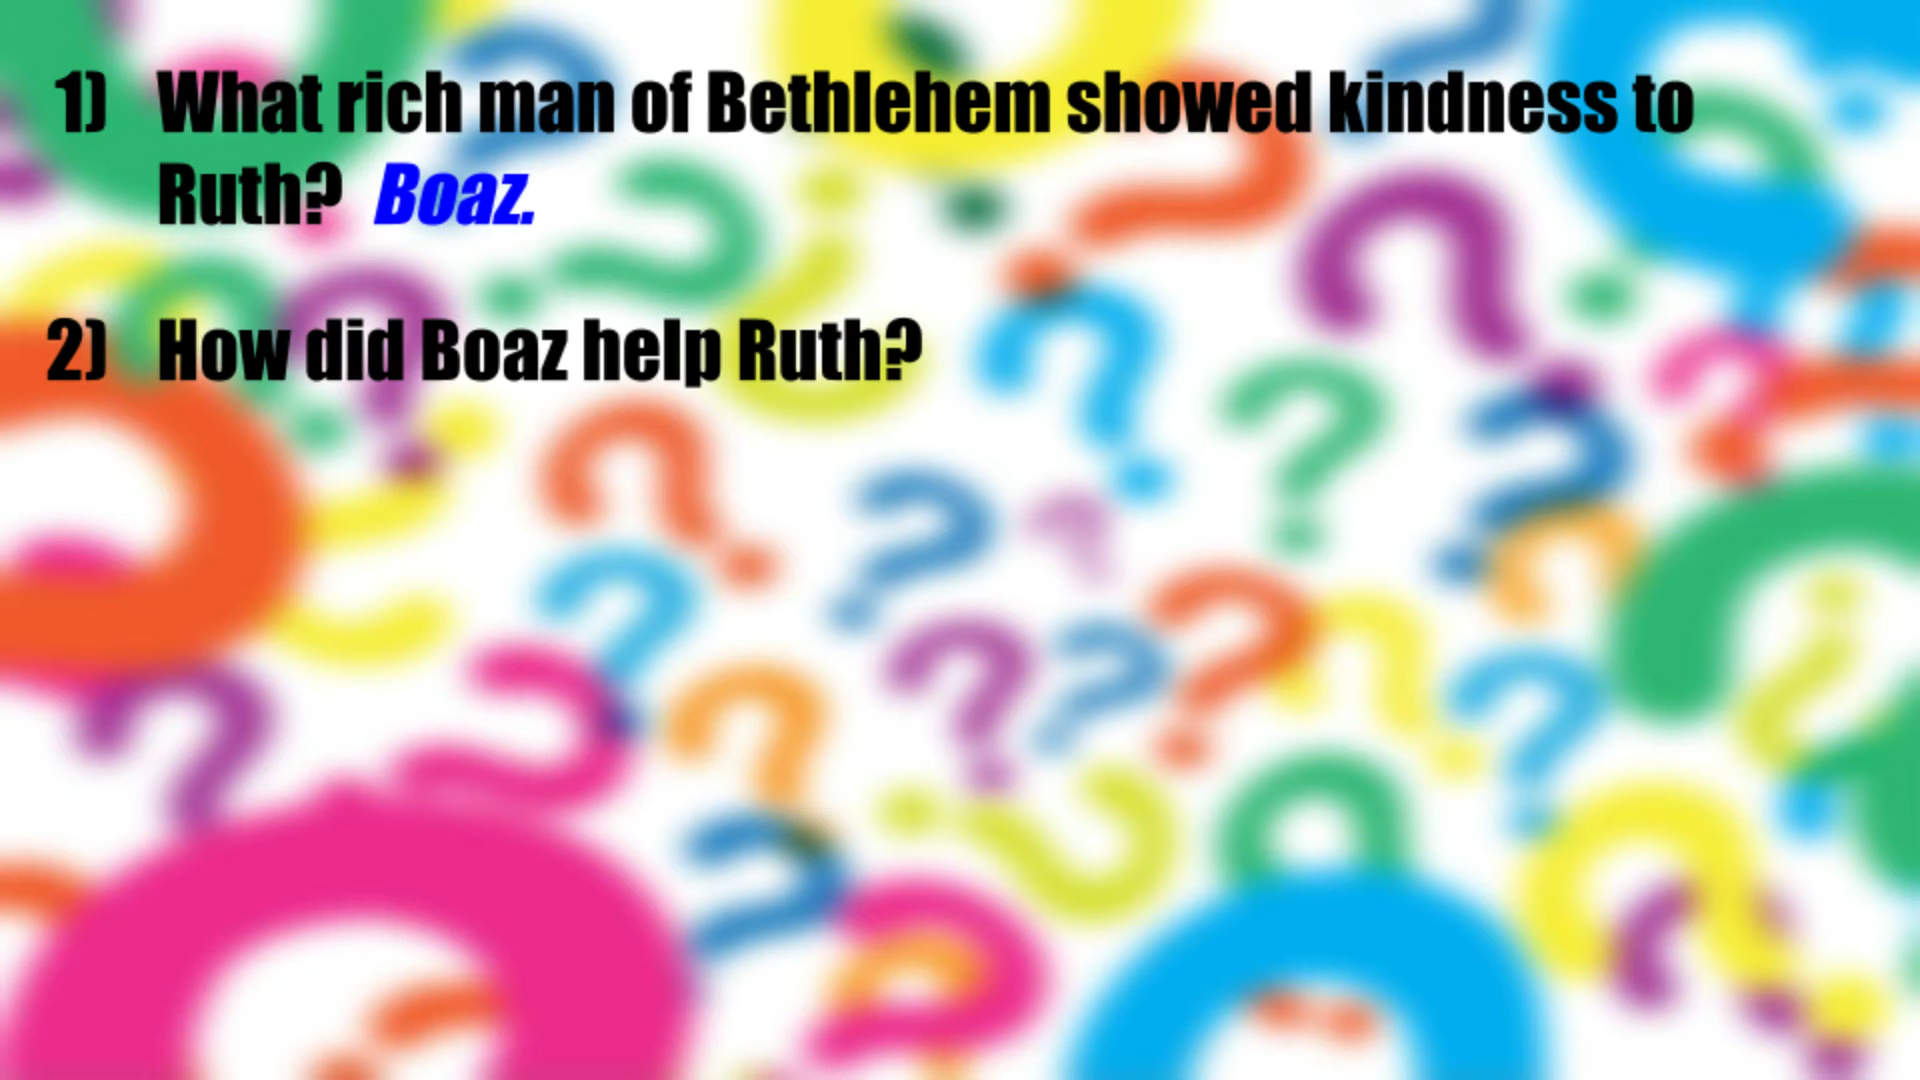 1) What rich man of Bethlehem showed kindness to
Ruth? Boaz.
2) How did Boaz help Ruth?